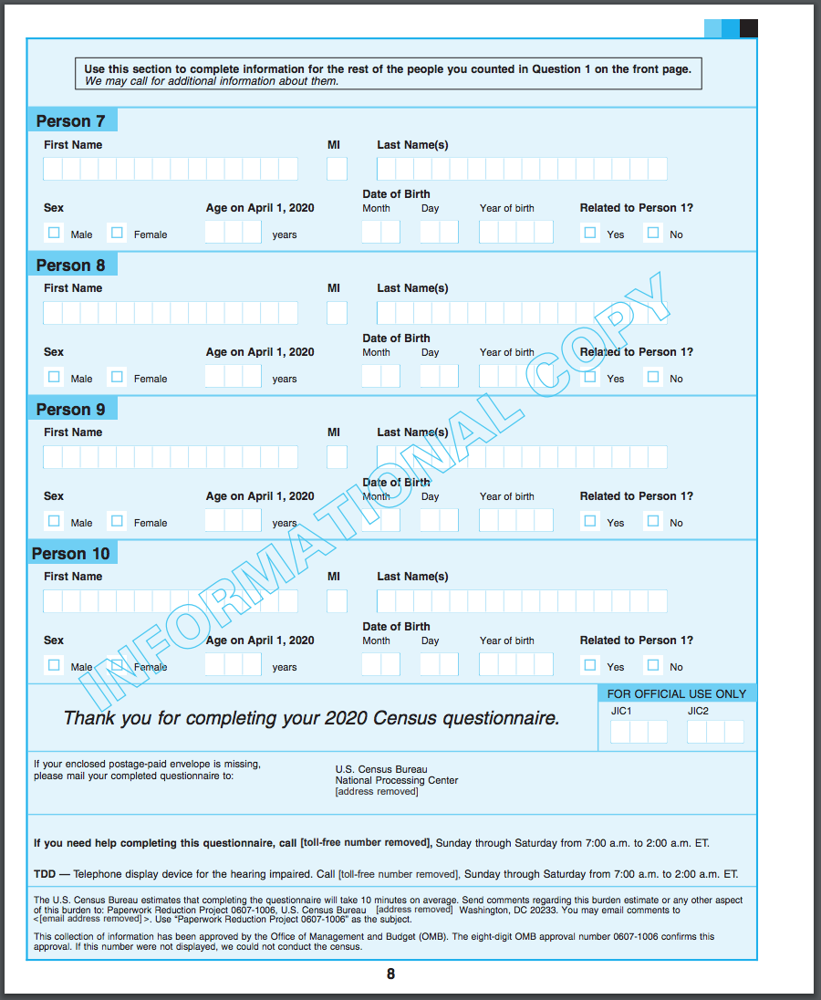 Use this section to complete information for the rest of the people you counted in Question 1 on the front page.
We may call for additional information about them.
Person 7
First Name MI Last Name(s)
Date of Birth
Sex Age on April 1, 2020 Month Day Year of birth Related to Person 1?
Male Female years Yes No
Person 8
First Name MI Last Name(s)
Date of Birth
Sex Age on April 1, 2020 Month Day Year of birth Related to Person 1?
Male Female years Yes No
Person 9
First Name MI Last Name(s)
Date of Birth
Sex Age on April 1, 2020 Month Day Year of birth Related to Person 1?
Male Female years Yes No
Person 10
First Name MI Last Name(s)
Date of Birth
Sex Age on April 1, 2020 Month Day Year of birth Related to Person 1?
Male Female years Yes No
INFORMATIONAL COPY
Thank you for completing your 2020 Census questionnaire.
FOR OFFICIAL USE ONLY
JIC1 JIC2
If your enclosed postage-paid envelope is missing,
please mail your completed questionnaire to:
U.S. Census Bureau
National Processing Center
[address removed]
If you need help completing this questionnaire, call [toll-free number removed], Sunday through Saturday from 7:00 a.m. to 2:00 a.m. ET.
TDD — Telephone display device for the hearing impaired. Call [toll-free number removed], Sunday through Saturday from 7:00 a.m. to 2:00 a.m. ET.
The U.S. Census Bureau estimates that completing the questionnaire will take 10 minutes on average. Send comments regarding this burden estimate or any other aspect
of this burden to: Paperwork Reduction Project 0607-1006, U.S. Census Bureau [address removed] Washington, DC 20233. You may email comments to
<[email address removed]>. Use “Paperwork Reduction Project 0607-1006” as the subject.
This collection of information has been approved by the Office of Management and Budget (OMB). The eight-digit OMB approval number 0607-1006 confirms this
approval. If this number were not displayed, we could not conduct the census.
8